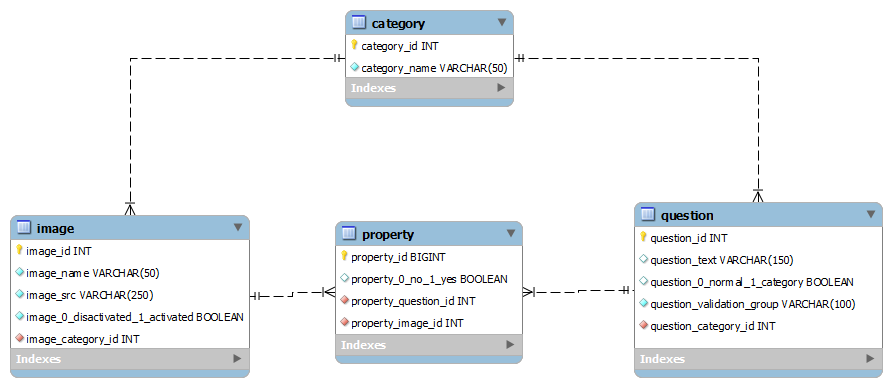 category
category_id INT
category_name VARCHAR(50)
Indexes
image
image_id INT
image_name VARCHAR(50)
image_src VARCHAR(250)
image_0_disactivated_1_activated BOOLEAN
image_category_id INT
Indexes
property
property_id BIGINT
property_0_no_1_yes BOOLEAN
property_question_id INT
property_image_id INT
Indexes
question
question_id INT
question_text VARCHAR(150)
question_0_normal_1_category BOOLEAN
question_validation_group VARCHAR(100)
question_category_id INT
Indexes